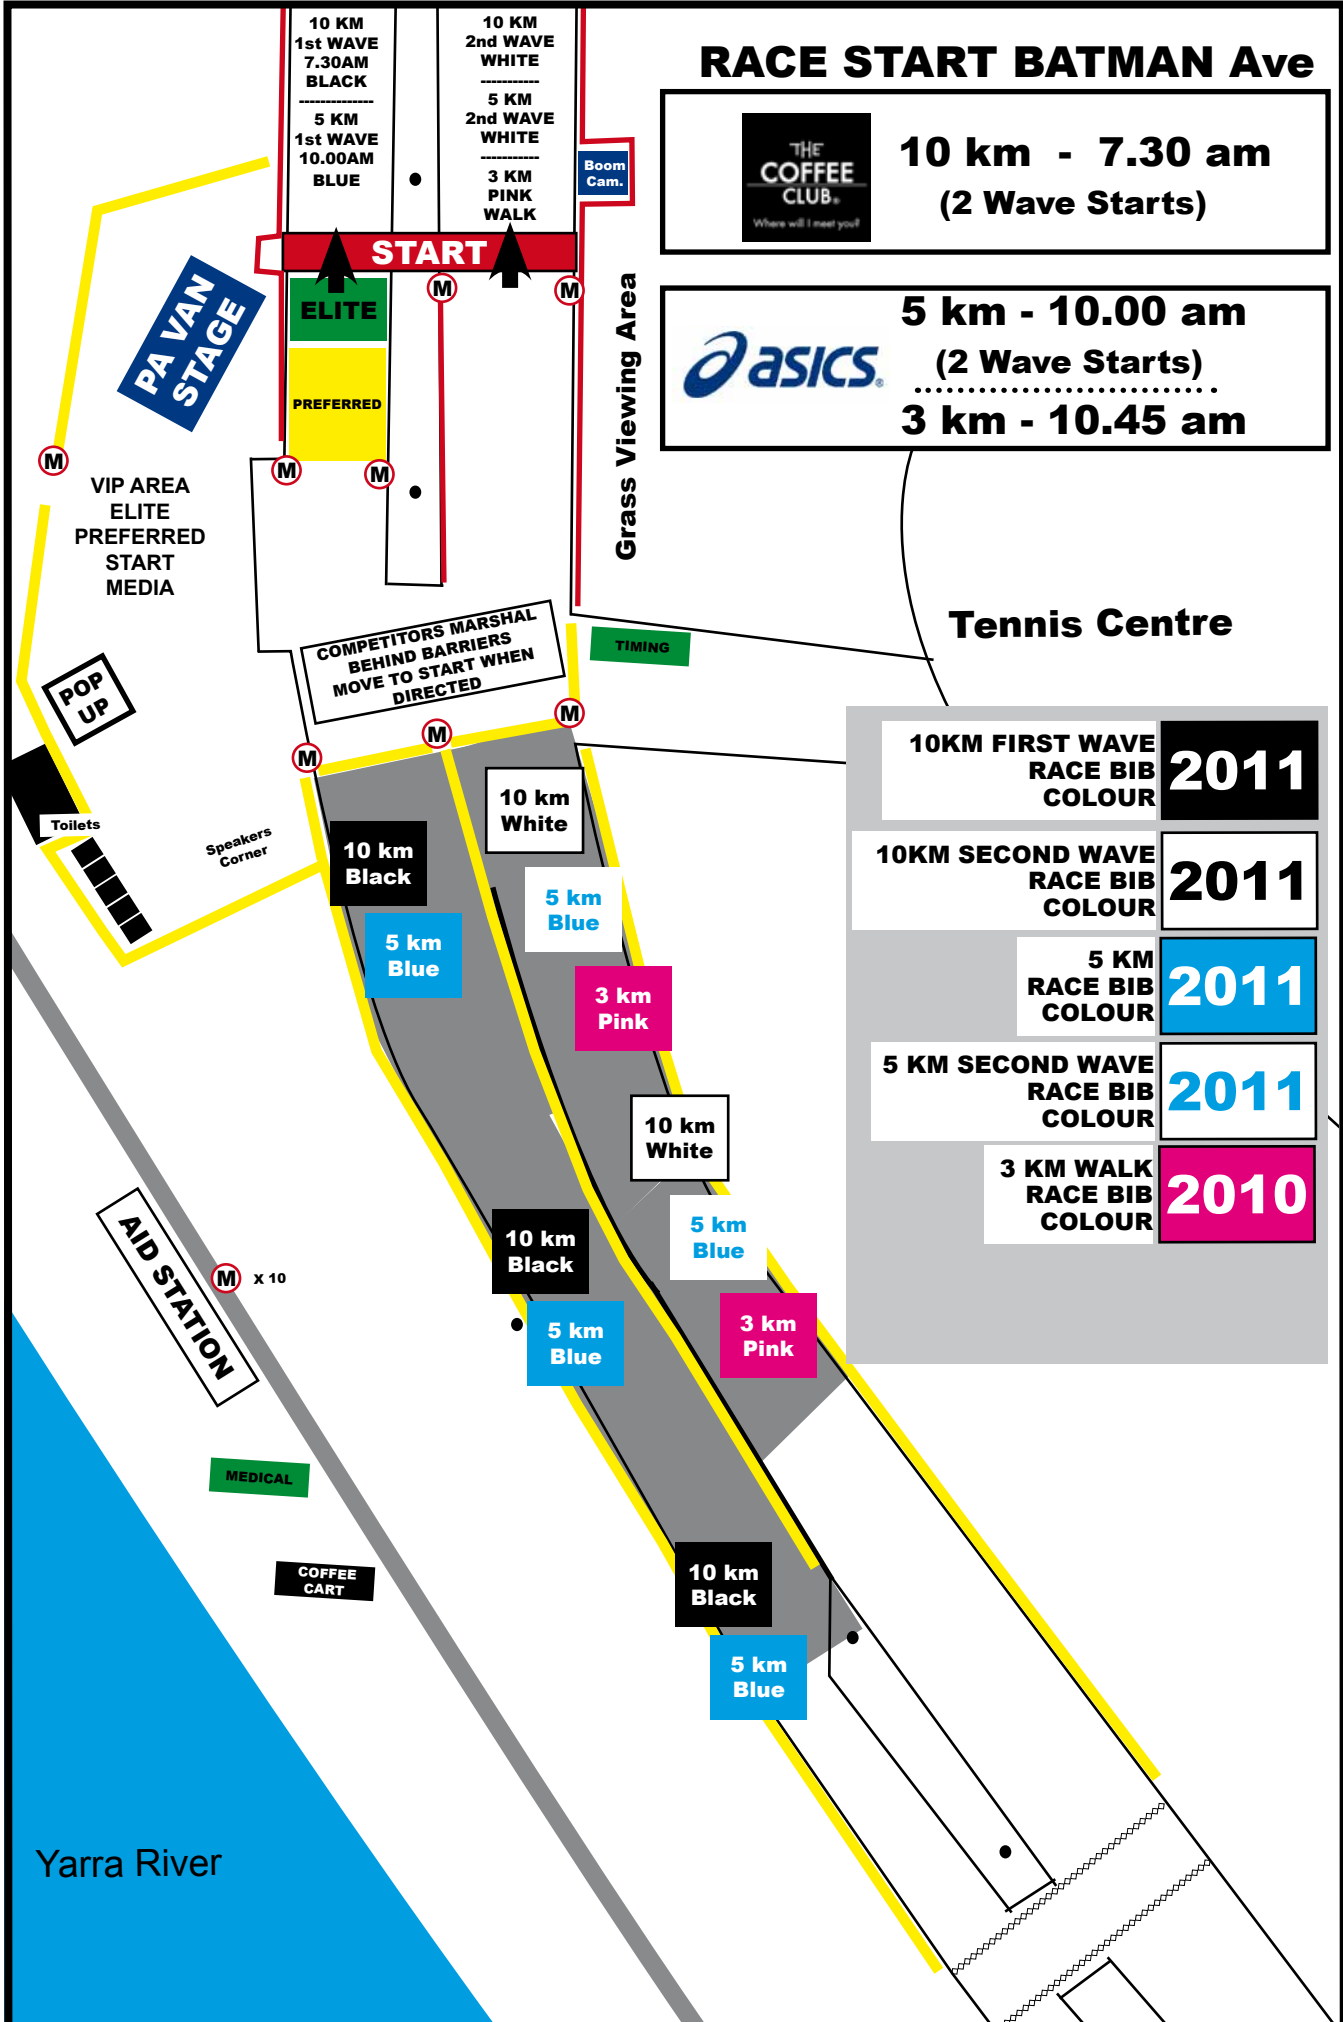 10 KM
1st WAVE
7.30AM
BLACK
--------------
5 KM
1st WAVE
10.00AM
BLUE
10 KM
2nd WAVE
WHITE
-----------
5 KM
2nd WAVE
WHITE
-----------
3 KM
PINK
WALK
RACE START BATMAN Ave
THE
COFFEE
CLUB®
Where will I meet you?
10 km - 7.30 am
(2 Wave Starts)
Boom
Cam.
START
ELITE
PREFERRED
M
M
M
M
M
PA VAN
STAGE
Grass Viewing Area
asics®
5 km - 10.00 am
(2 Wave Starts)
3 km - 10.45 am
VIP AREA
ELITE
PREFERRED
START
MEDIA
COMPETITORS MARSHAL
BEHIND BARRIERS
MOVE TO START WHEN
DIRECTED
TIMING
Tennis Centre
POP
UP
M
M
M
Toilets
Speakers
Corner
10KM FIRST WAVE
RACE BIB
COLOUR
2011
10KM SECOND WAVE
RACE BIB
COLOUR
2011
5 KM
RACE BIB
COLOUR
2011
5 KM SECOND WAVE
RACE BIB
COLOUR
2011
3 KM WALK
RACE BIB
COLOUR
2010
10 km
White
10 km
Black
5 km
Blue
5 km
Blue
3 km
Pink
10 km
White
5 km
Blue
10 km
Black
3 km
Pink
5 km
Blue
AID STATION
M x 10
MEDICAL
COFFEE
CART
10 km
Black
5 km
Blue
Yarra River